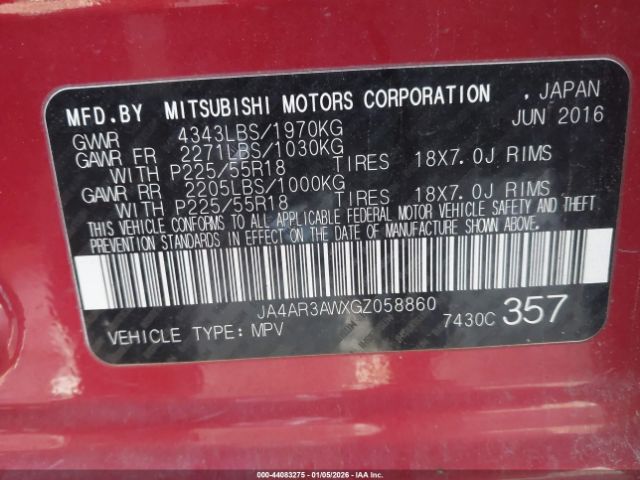 MFD.BY MITSUBISHI MOTORS CORPORATION , JAPAN
JUN 2016
GVWR 4343LBS/1970KG
GAWR FR 2271LBS/1030KG
WITH P225/55R18 TIRES 18X7.0J RIMS
GAWR RR 2205LBS/1000KG
WITH P225/55R18 TIRES 18X7.0J RIMS
THIS VEHICLE CONFORMS TO ALL APPLICABLE FEDERAL MOTOR VEHICLE SAFETY AND THEFT
PREVENTION STANDARDS IN EFFECT ON THE DATE OF MANUFACTURE SHOWN ABOVE.
JA4AR3AWXGZ058860
VEHICLE TYPE: MPV 7430C 357
000-44083275 - 01/05/2026 - IAAI.CA